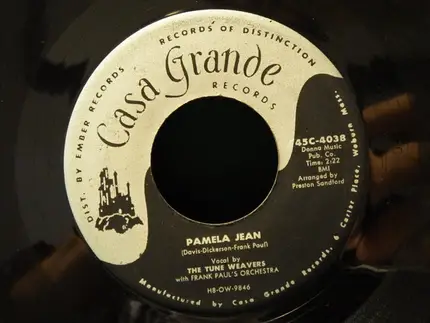 RECORDS OF DISTINCTION
DIST. BY EMBER RECORDS
Casa Grande
RECORDS
45C-4038
Donna Music
Pub. Co.
Time: 2:22
BMI
Arranged by
Preston Sandiford
PAMELA JEAN
(Davis-Dickerson-Frank Paul)
Vocal by
THE TUNE WEAVERS
with FRANK PAUL'S ORCHESTRA
H8-OW-9846
Manufactured by Casa Grande Records, 6 Carter Place, Woburn Mass.